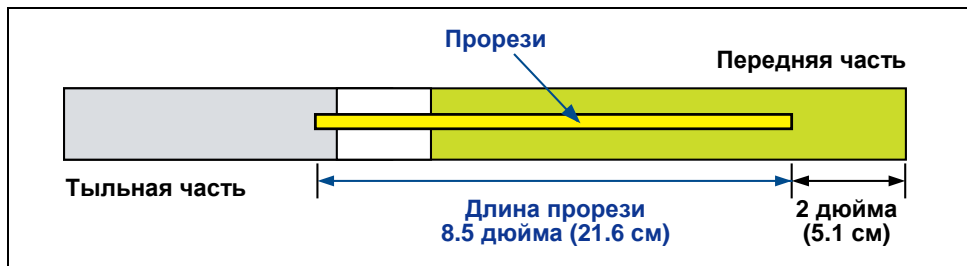 Прорези
Передняя часть
Тыльная часть
Длина прорези
8.5 дюйма (21.6 см)
2 дюйма
(5.1 см)